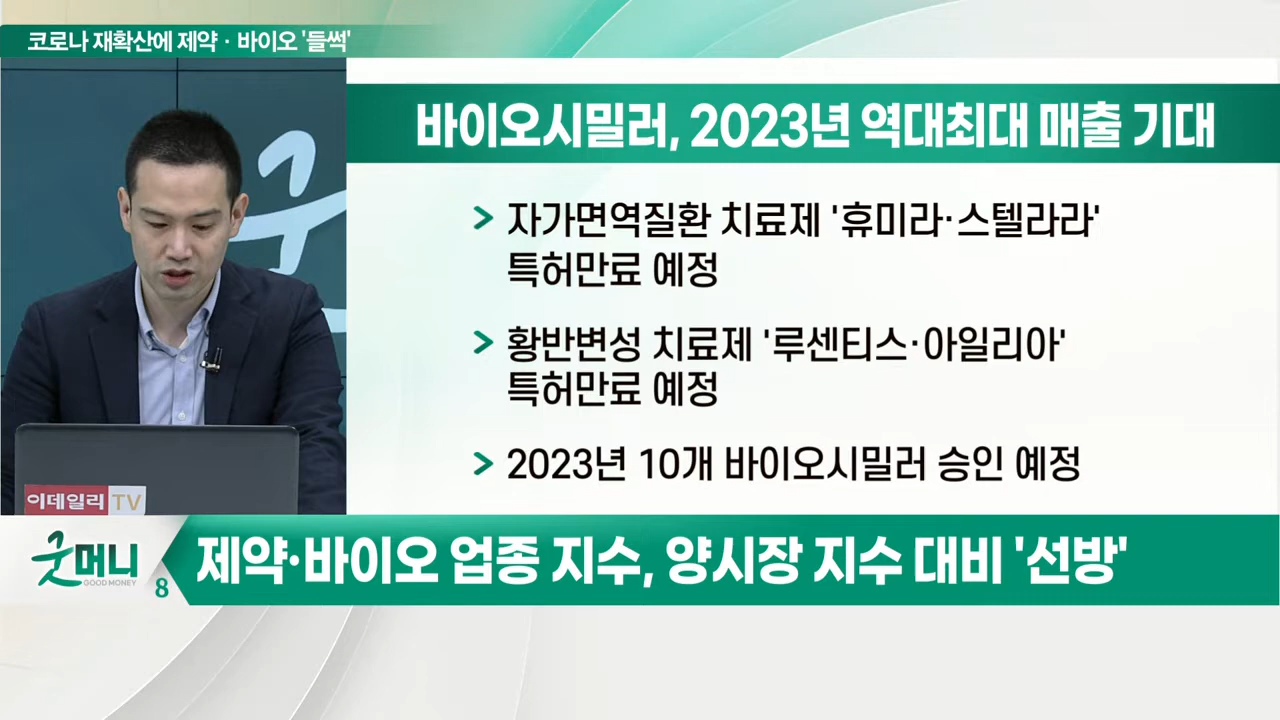 코로나 재확산에 제약·바이오 '들썩'
바이오시밀러, 2023년 역대최대 매출 기대
> 자가면역질환 치료제 '휴미라·스텔라라'
특허만료 예정
> 황반변성 치료제 '루센티스·아일리아'
특허만료 예정
> 2023년 10개 바이오시밀러 승인 예정
이데일리 TV
굿머니
GOOD MONEY
8
제약·바이오 업종 지수, 양시장 지수 대비 '선방'